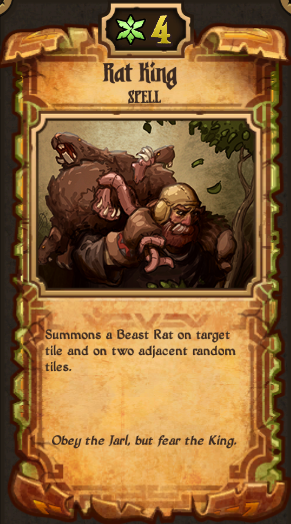 4
Rat King
SPELL
Summons a Beast Rat on target
tile and on two adjacent random
tiles.
Obey the Jarl, but fear the King.